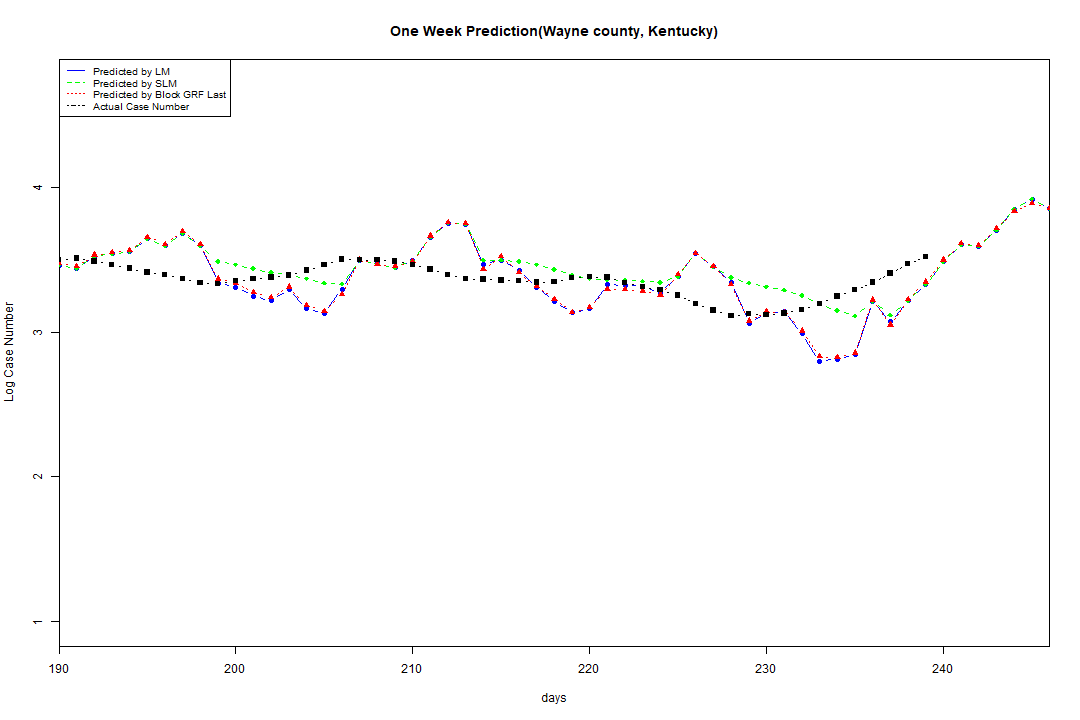 One Week Prediction(Wayne county, Kentucky)
Predicted by LM
Predicted by SLM
Predicted by Block GRF Last
Actual Case Number
4
3
2
1
Log Case Number
190 200 210 220 230 240
days